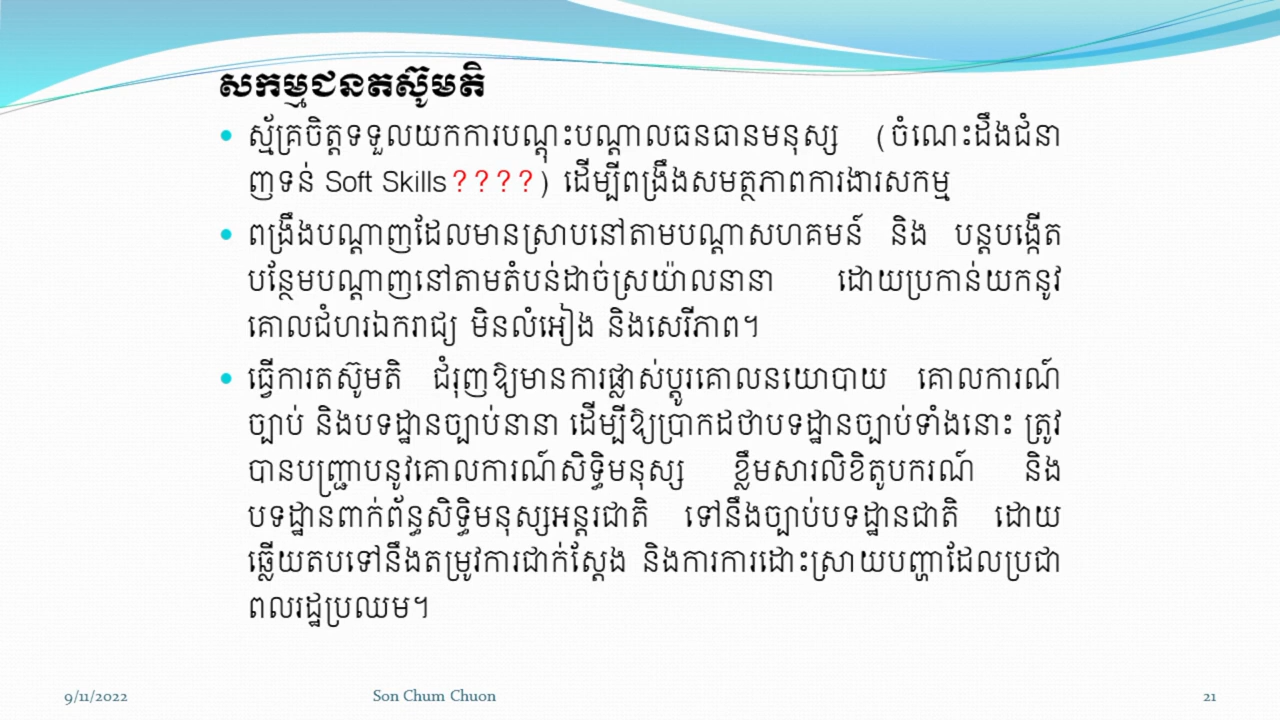 សកម្មជនតស៊ូមតិ
• ស្ម័គ្រចិត្តទទួលយកការបណ្តុះបណ្តាលធនធានមនុស្ស (ចំណេះដឹងជំនា
ញទន់ Soft Skills????) ដើម្បីពង្រឹងសមត្ថភាពការងារសកម្ម
• ពង្រឹងបណ្តាញដែលមានស្រាបនៅតាមបណ្តាសហគមន៍ និង បន្តបង្កើត
បន្ថែមបណ្តាញនៅតាមតំបន់ដាច់ស្រយ៉ាលនានា ដោយប្រកាន់យកនូវ
គោលជំហរឯករាជ្យ មិនលំអៀង និងសេរីភាព។
• ធ្វើការតស៊ូមតិ ជំរុញឱ្យមានការផ្លាស់ប្តូរគោលនយោបាយ គោលការណ៍
ច្បាប់ និងបទដ្ឋានច្បាប់នានា ដើម្បីឱ្យប្រាកដថាបទដ្ឋានច្បាប់ទាំងនោះ ត្រូវ
បានបញ្ជ្រាបនូវគោលការណ៍សិទ្ធិមនុស្ស ខ្លឹមសារលិខិតូបករណ៍ និង
បទដ្ឋានពាក់ព័ន្ធសិទ្ធិមនុស្សអន្តរជាតិ ទៅនឹងច្បាប់បទដ្ឋានជាតិ ដោយ
ឆ្លើយតបទៅនឹងតម្រូវការជាក់ស្តែង និងការការដោះស្រាយបញ្ហាដែលប្រជា
ពលរដ្ឋប្រឈម។
9/11/2022 Son Chum Chuon 21